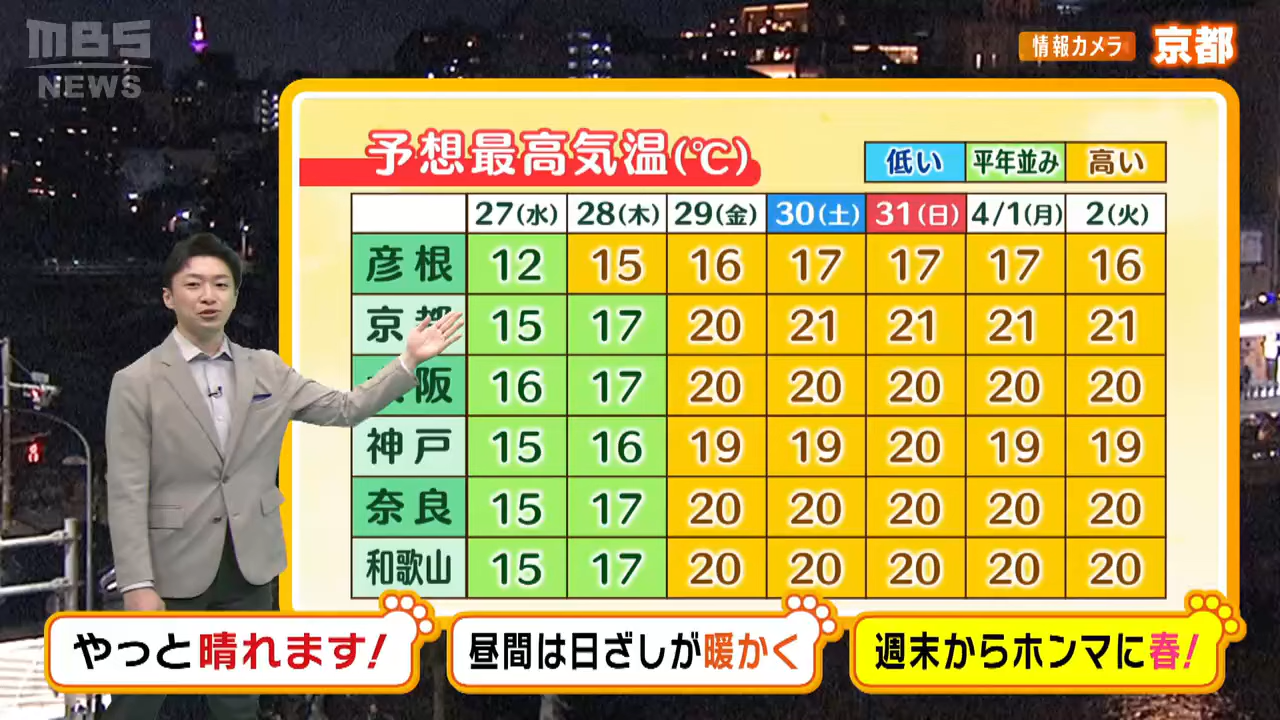 MBS
NEWS
情報カメラ 京都
予想最高気温(℃)
低い 平年並み 高い
27(水) 28(木) 29(金) 30(土) 31(日) 4/1(月) 2(火)
彦根 12 15 16 17 17 17 16
京都 15 17 20 21 21 21 21
阪 16 17 20 20 20 20 20
神戸 15 16 19 19 20 19 19
奈良 15 17 20 20 20 20 20
和歌山 15 17 20 20 20 20 20
やっと晴れます!
昼間は日ざしが暖かく
週末からホンマに春!